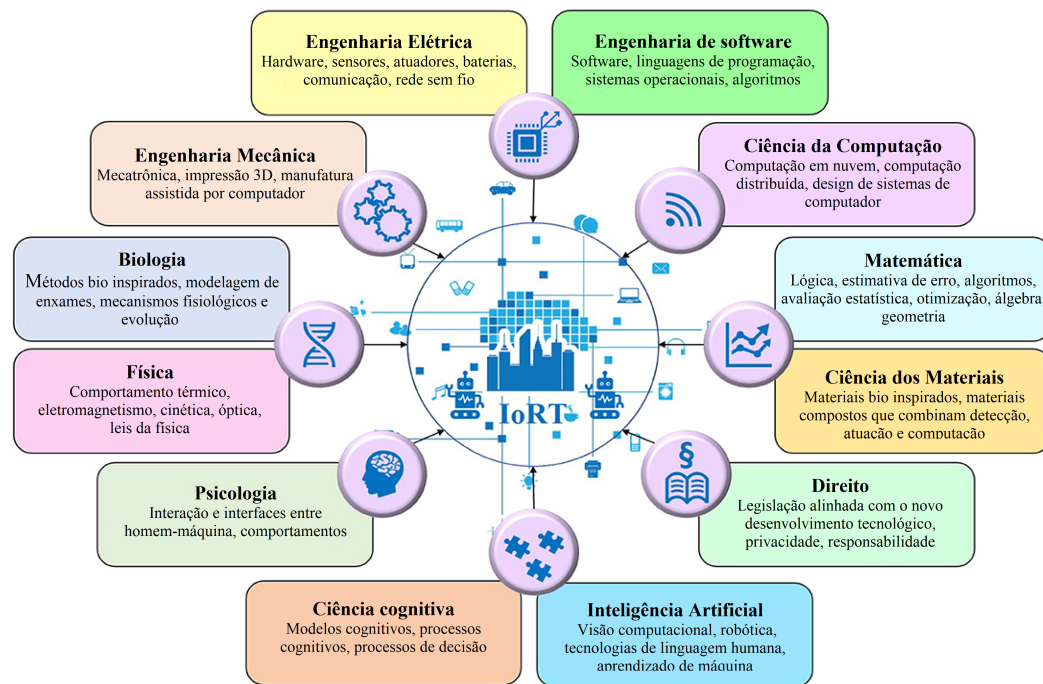 Engenharia Elétrica
Hardware, sensores, atuadores, baterias,
comunicação, rede sem fio
Engenharia de software
Software, linguagens de programação,
sistemas operacionais, algoritmos
Engenharia Mecânica
Mecatrônica, impressão 3D, manufatura
assistida por computador
Ciência da Computação
Computação em nuvem, computação
distribuída, design de sistemas de
computador
Biologia
Métodos bio inspirados, modelagem de
enxames, mecanismos fisiológicos e
evolução
Matemática
Lógica, estimativa de erro, algoritmos,
avaliação estatística, otimização, álgebra
geometria
Física
Comportamento térmico,
eletromagnetismo, cinética, óptica,
leis da física
Ciência dos Materiais
Materiais bio inspirados, materiais
compostos que combinam detecção,
atuação e computação
IoRT
Psicologia
Interação e interfaces entre
homem-máquina, comportamentos
§
Direito
Legislação alinhada com o novo
desenvolvimento tecnológico,
privacidade, responsabilidade
Ciência cognitiva
Modelos cognitivos, processos
cognitivos, processos de decisão
Inteligência Artificial
Visão computacional, robótica,
tecnologias de linguagem humana,
aprendizado de máquina